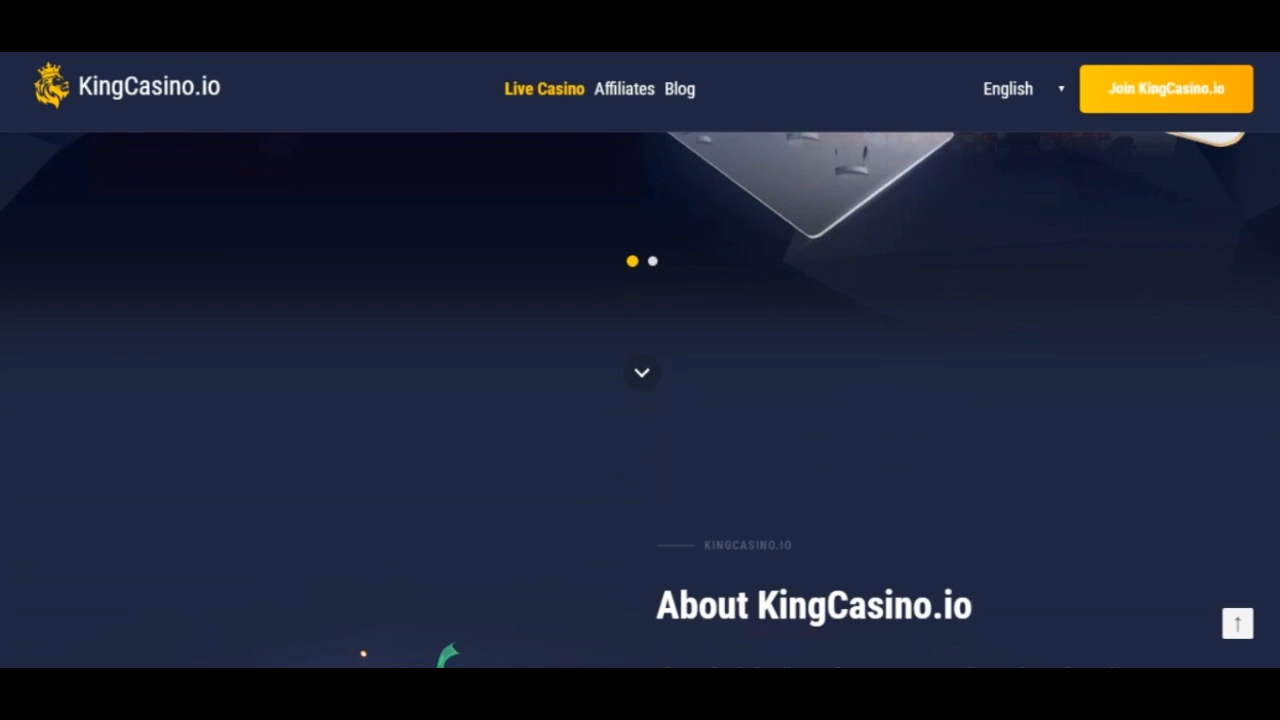 KingCasino.io
Live Casino Affiliates Blog
English
Join KingCasino.io
KINGCASINO.IO
About KingCasino.io